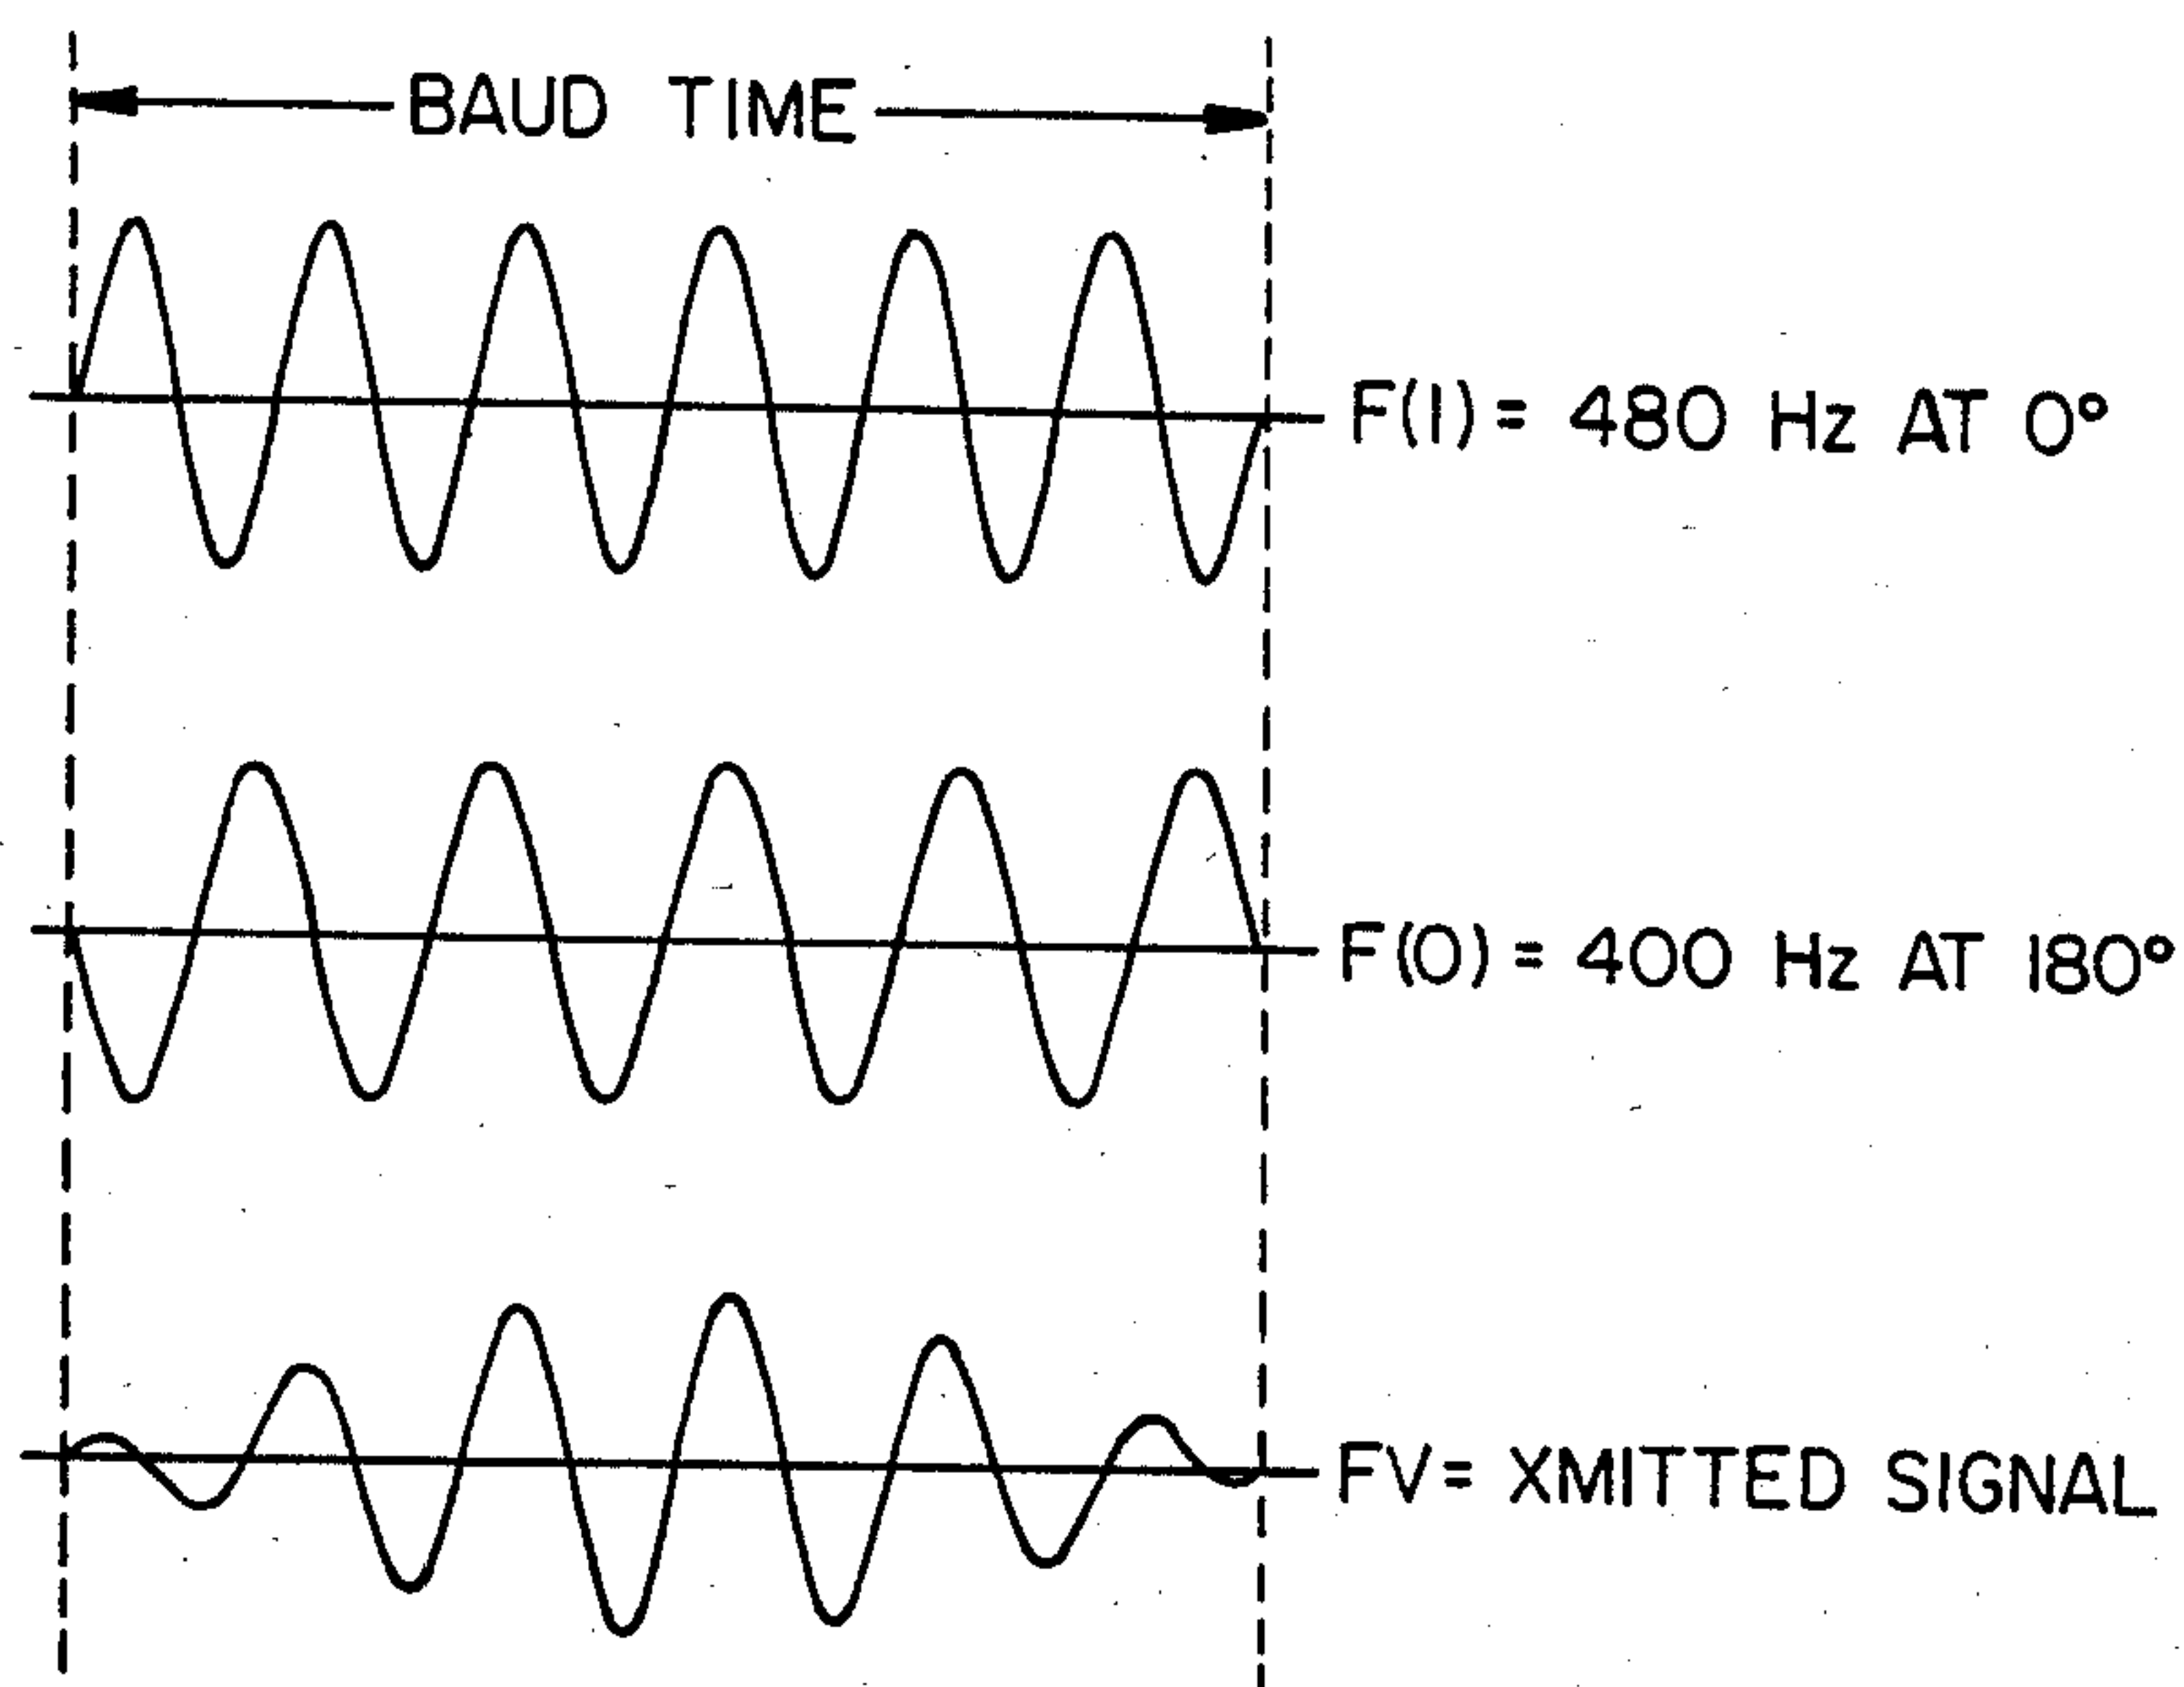 BAUD TIME
F(1) = 480 Hz AT 0°
F(0) = 400 Hz AT 180°
FV = XMITTED SIGNAL